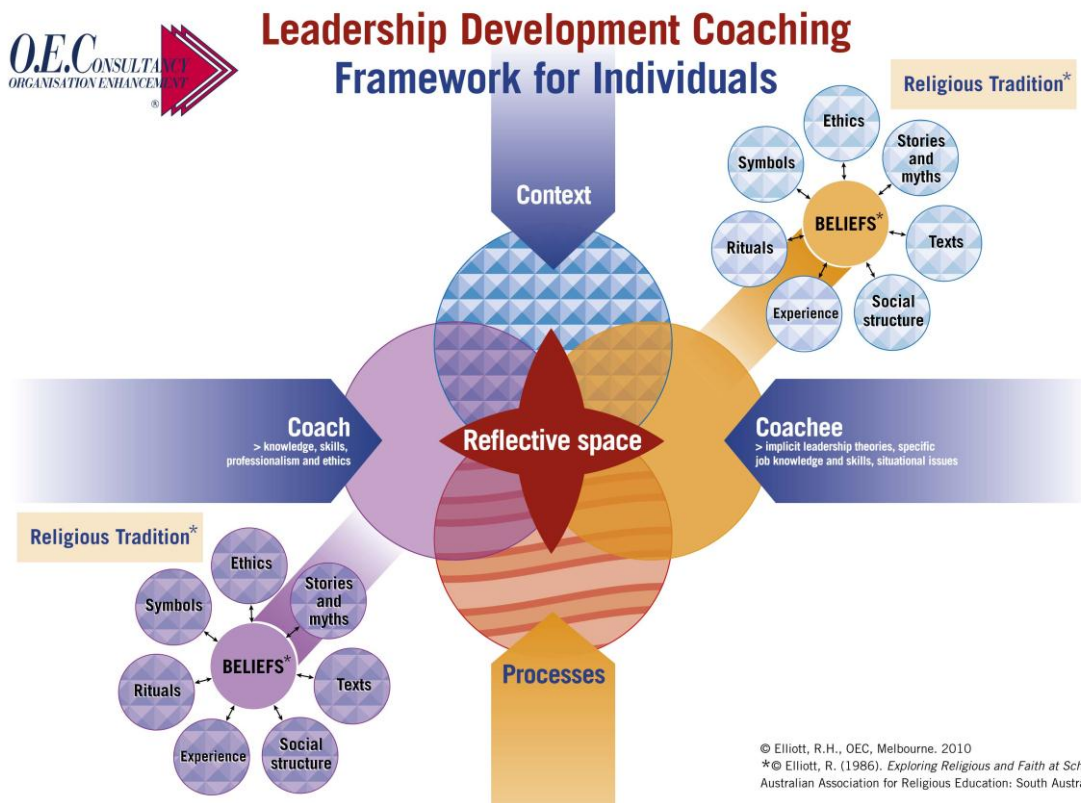 O.E.CONSULTANCY
ORGANISATION ENHANCEMENT
®
Leadership Development Coaching
Framework for Individuals
Religious Tradition*
Ethics
Stories
and
myths
Symbols
BELIEFS*
Texts
Rituals
Experience
Social
structure
Context
Coach
> knowledge, skills,
professionalism and ethics
Reflective space
Coachee
> implicit leadership theories, specific
job knowledge and skills, situational issues
Religious Tradition*
Ethics
Stories
and
myths
Symbols
BELIEFS*
Texts
Rituals
Experience
Social
structure
Processes
© Elliott, R.H., OEC, Melbourne. 2010
*© Elliott, R. (1986). Exploring Religious and Faith at
Australian Association for Religious Education: South